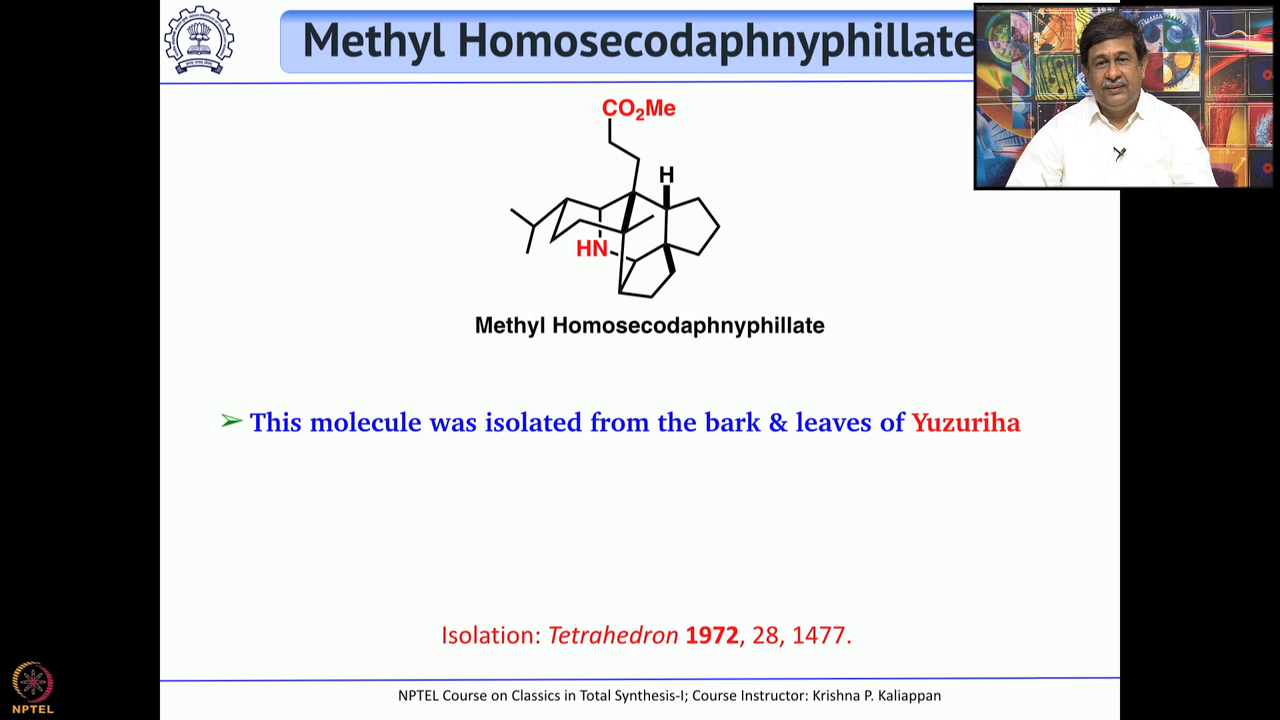 Methyl Homosecodaphnyphillate
CO₂Me
H
HN
Methyl Homosecodaphnyphillate
➢ This molecule was isolated from the bark & leaves of Yuzuriha
Isolation: Tetrahedron 1972, 28, 1477.
NPTEL Course on Classics in Total Synthesis-I; Course Instructor: Krishna P. Kaliappan
NPTEL